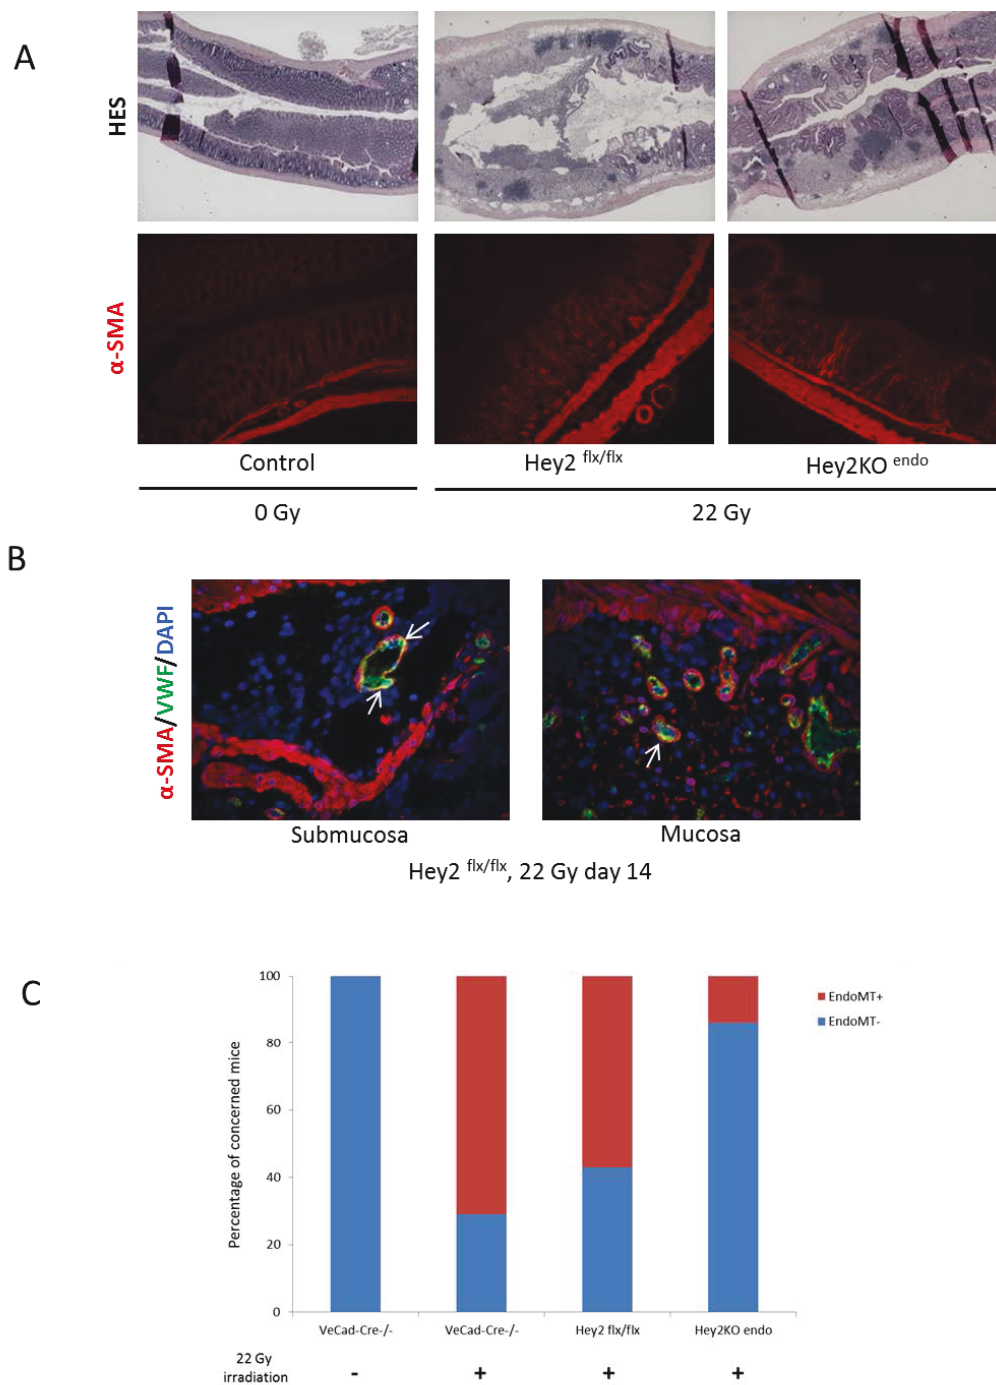 A
HES
α-SMA
Control
Hey2 flx/flx
Hey2KO endo
0 Gy
22 Gy
B
α-SMA/VWF/DAPI
Submucosa
Mucosa
Hey2 flx/flx, 22 Gy day 14
C
Percentage of concerned mice
100
80
60
40
20
0
EndoMT+
EndoMT-
VeCad-Cre-/-
VeCad-Cre-/-
Hey2 flx/flx
Hey2KO endo
22 Gy
irradiation
- + + +